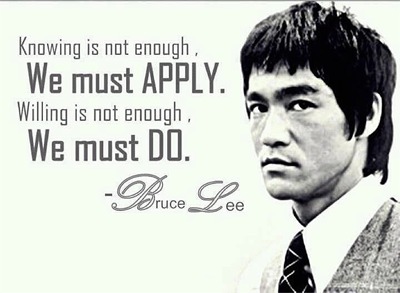 Knowing is not enough ,
We must APPLY.
Willing is not enough ,
We must DO.
-Bruce Lee